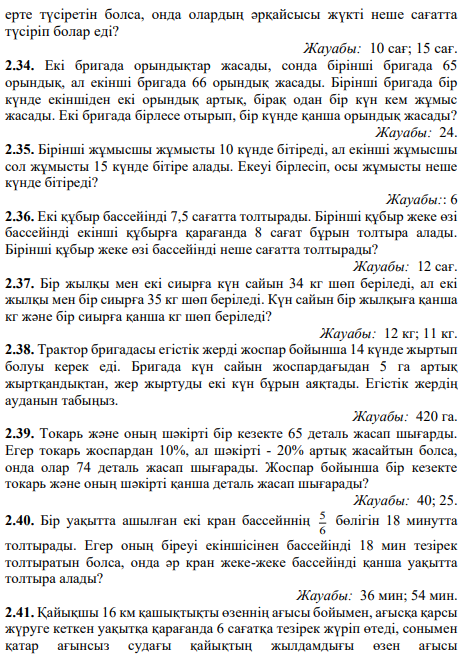 ерте түсіретін болса, онда олардың әрқайсысы жүкті неше сағатта
түсіріп болар еді?
Жауабы: 10 сағ; 15 сағ.
2.34. Екі бригада орындықтар жасады, сонда бірінші бригада 65
орындық, ал екінші бригада 66 орындық жасады. Бірінші бригада бір
күнде екіншіден екі орындық артық, бірақ одан бір күн кем жұмыс
жасады. Екі бригада бірлесе отырып, бір күнде қанша орындық жасады?
Жауабы: 24.
2.35. Бірінші жұмысшы жұмысты 10 күнде бітіреді, ал екінші жұмысшы
сол жұмысты 15 күнде бітіре алады. Екеуі бірлесіп, осы жұмысты неше
күнде бітіреді?
Жауабы:: 6
2.36. Екі құбыр бассейінді 7,5 сағатта толтырады. Бірінші құбыр жеке өзі
бассейінді екінші құбырға қарағанда 8 сағат бұрын толтыра алады.
Бірінші құбыр жеке өзі бассейінді неше сағатта толтырады?
Жауабы: 12 сағ.
2.37. Бір жылқы мен екі сиырға күн сайын 34 кг шөп беріледі, ал екі
жылқы мен бір сиырға 35 кг шөп беріледі. Күн сайын бір жылқыға қанша
кг және бір сиырға қанша кг шөп беріледі?
Жауабы: 12 кг; 11 кг.
2.38. Трактор бригадасы егістік жерді жоспар бойынша 14 күнде жыртып
болуы керек еді. Бригада күн сайын жоспардағыдан 5 га артық
жыртқандықтан, жер жыртуды екі күн бұрын аяқтады. Егістік жердің
ауданын табыңыз.
Жауабы: 420 га.
2.39. Токарь және оның шәкірті бір кезекте 65 деталь жасап шығарды.
Егер токарь жоспардан 10%, ал шәкірті - 20% артық жасайтын болса,
онда олар 74 деталь жасап шығарады. Жоспар бойынша бір кезекте
токарь және оның шәкірті қанша деталь жасап шығарады?
Жауабы: 40; 25.
2.40. Бір уақытта ашылған екі кран бассейннің 5/6 бөлігін 18 минутта
толтырады. Егер оның біреуі екіншісінен бассейінді 18 мин тезірек
толтыратын болса, онда әр кран жеке-жеке бассейінді қанша уақытта
толтыра алады?
Жауабы: 36 мин; 54 мин.
2.41. Қайықшы 16 км қашықтықты өзеннің ағысы бойымен, ағысқа қарсы
жүруге кеткен уақытқа қарағанда 6 сағатқа тезірек жүріп өтеді, сонымен
қатар ағынсыз судағы қайықтың жылдамдығы өзен ағысы